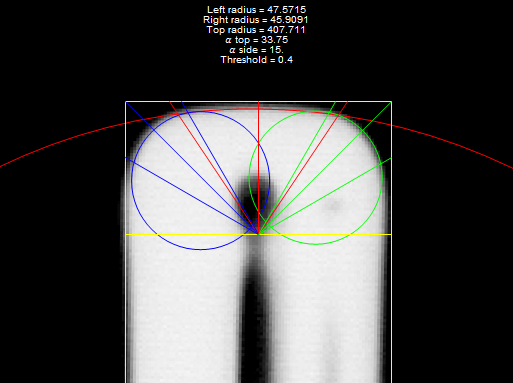 Left radius = 47.5715
Right radius = 45.9091
Top radius = 407.711
α top = 33.75
α side = 15.
Threshold = 0.4